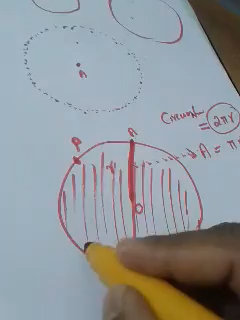 A
Circumf
= 2πr
A
P
r
A = π
O